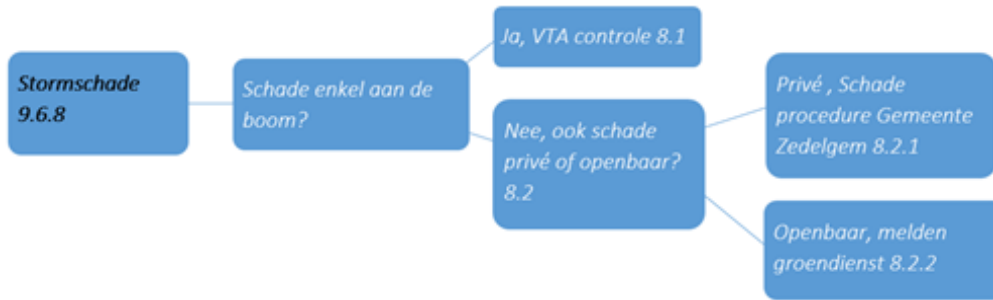 Stormschade
9.6.8
Schade enkel aan de
boom?
Ja, VTA controle 8.1
Nee, ook schade
privé of openbaar?
8.2
Privé , Schade
procedure Gemeente
Zedelgem 8.2.1
Openbaar, melden
groendienst 8.2.2